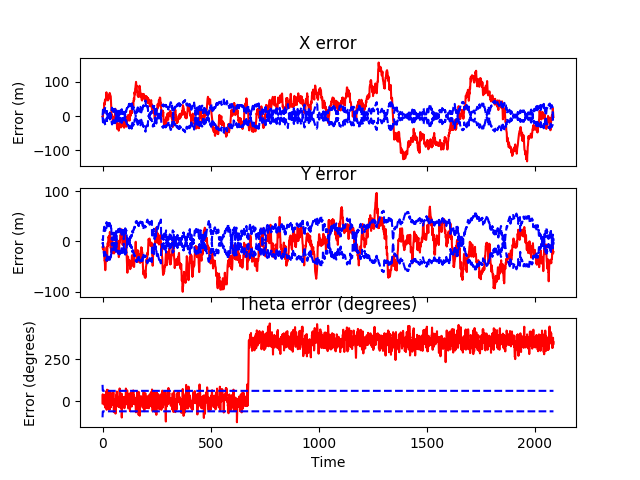 X error
Error (m)
100
0
−100
Y error
Error (m)
100
0
−100
Theta error (degrees)
Error (degrees)
250
0
0
500
1000
1500
2000
Time